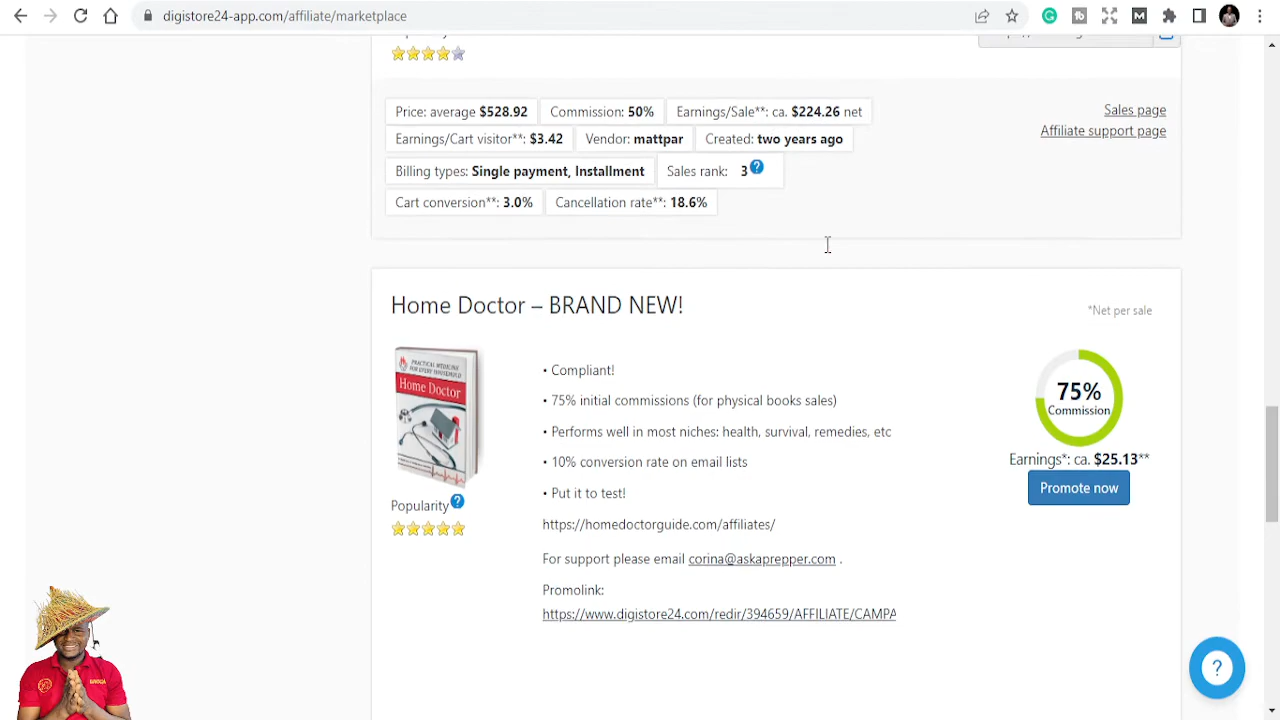 digistore24-app.com/affiliate/marketplace
Price: average $528.92
Commission: 50%
Earnings/Sale**: ca. $224.26 net
Sales page
Earnings/Cart visitor**: $3.42
Vendor: mattpar
Created: two years ago
Affiliate support page
Billing types: Single payment, Installment
Sales rank: 3
Cart conversion**: 3.0%
Cancellation rate**: 18.6%
Home Doctor – BRAND NEW!
*Net per sale
PRACTICAL MEDICINE
FOR EVERY HOUSEHOLD
Home Doctor
Popularity
• Compliant!
• 75% initial commissions (for physical books sales)
• Performs well in most niches: health, survival, remedies, etc
• 10% conversion rate on email lists
• Put it to test!
https://homedoctorguide.com/affiliates/
For support please email corina@askaprepper.com .
Promolink:
https://www.digistore24.com/redir/394659/AFFILIATE/CAMPA
75%
Commission
Earnings*: ca. $25.13**
Promote now